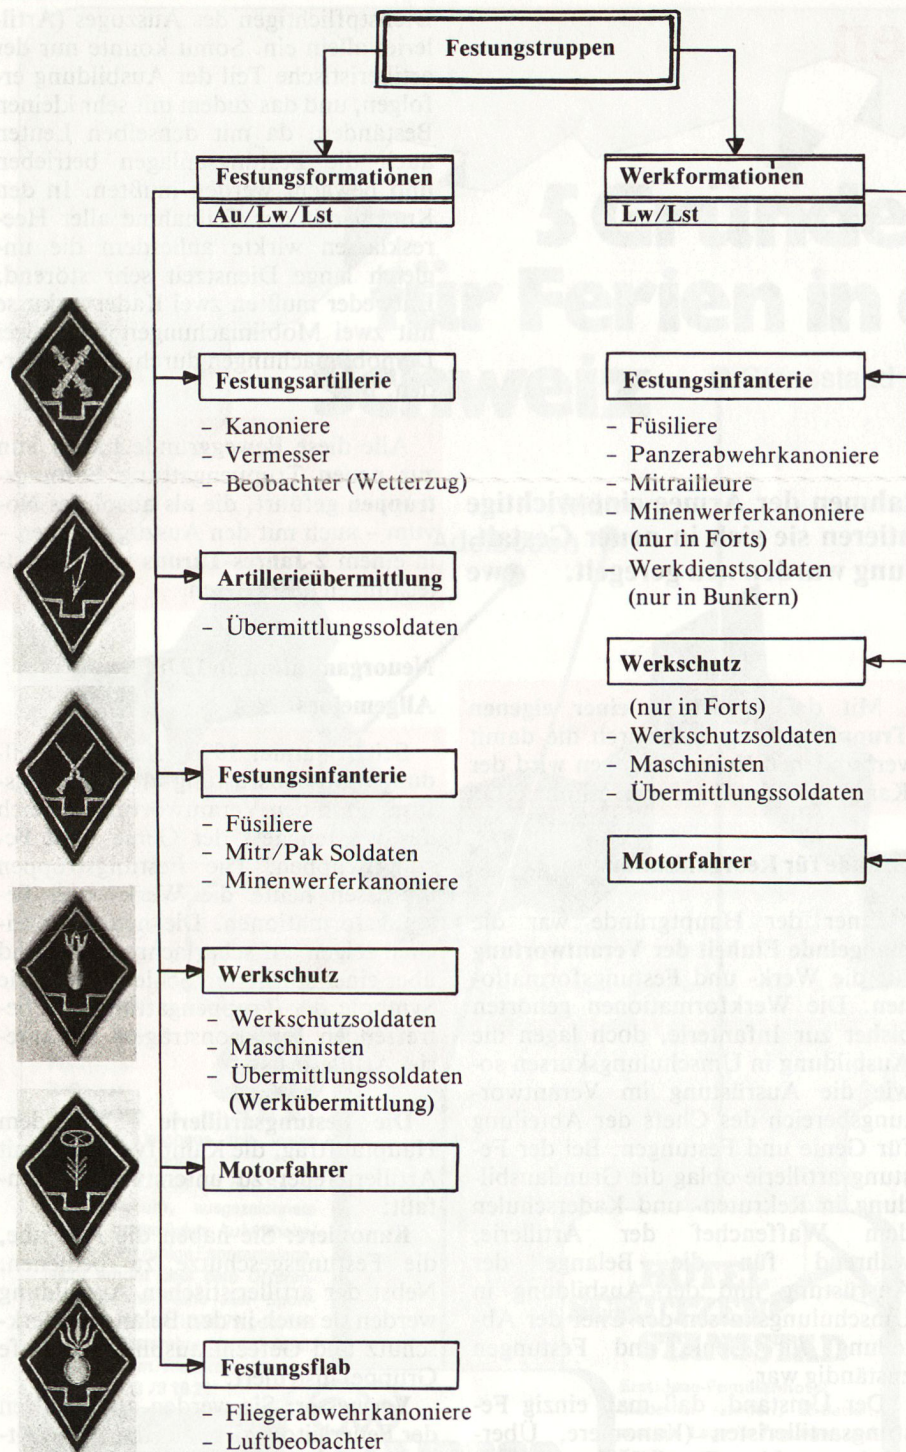 Festungstruppen
Festungsformationen
Au/Lw/Lst
Werkformationen
Lw/Lst
Festungsartillerie
- Kanoniere
- Vermesser
- Beobachter (Wetterzug)
Artillerieübermittlung
- Übermittlungssoldaten
Festungsinfanterie
- Füsiliere
- Mitr/Pak Soldaten
- Minenwerferkanoniere
Werkschutz
- Werkschutzsoldaten
- Maschinisten
- Übermittlungssoldaten
(Werkübermittlung)
Motorfahrer
Festungsflab
- Fliegerabwehrkanoniere
- Luftbeobachter
Festungsinfanterie
- Füsiliere
- Panzerabwehrkanoniere
- Mitrailleure
- Minenwerferkanoniere
(nur in Forts)
- Werkdienstsoldaten
(nur in Bunkern)
Werkschutz
(nur in Forts)
- Werkschutzsoldaten
- Maschinisten
- Übermittlungssoldaten
Motorfahrer